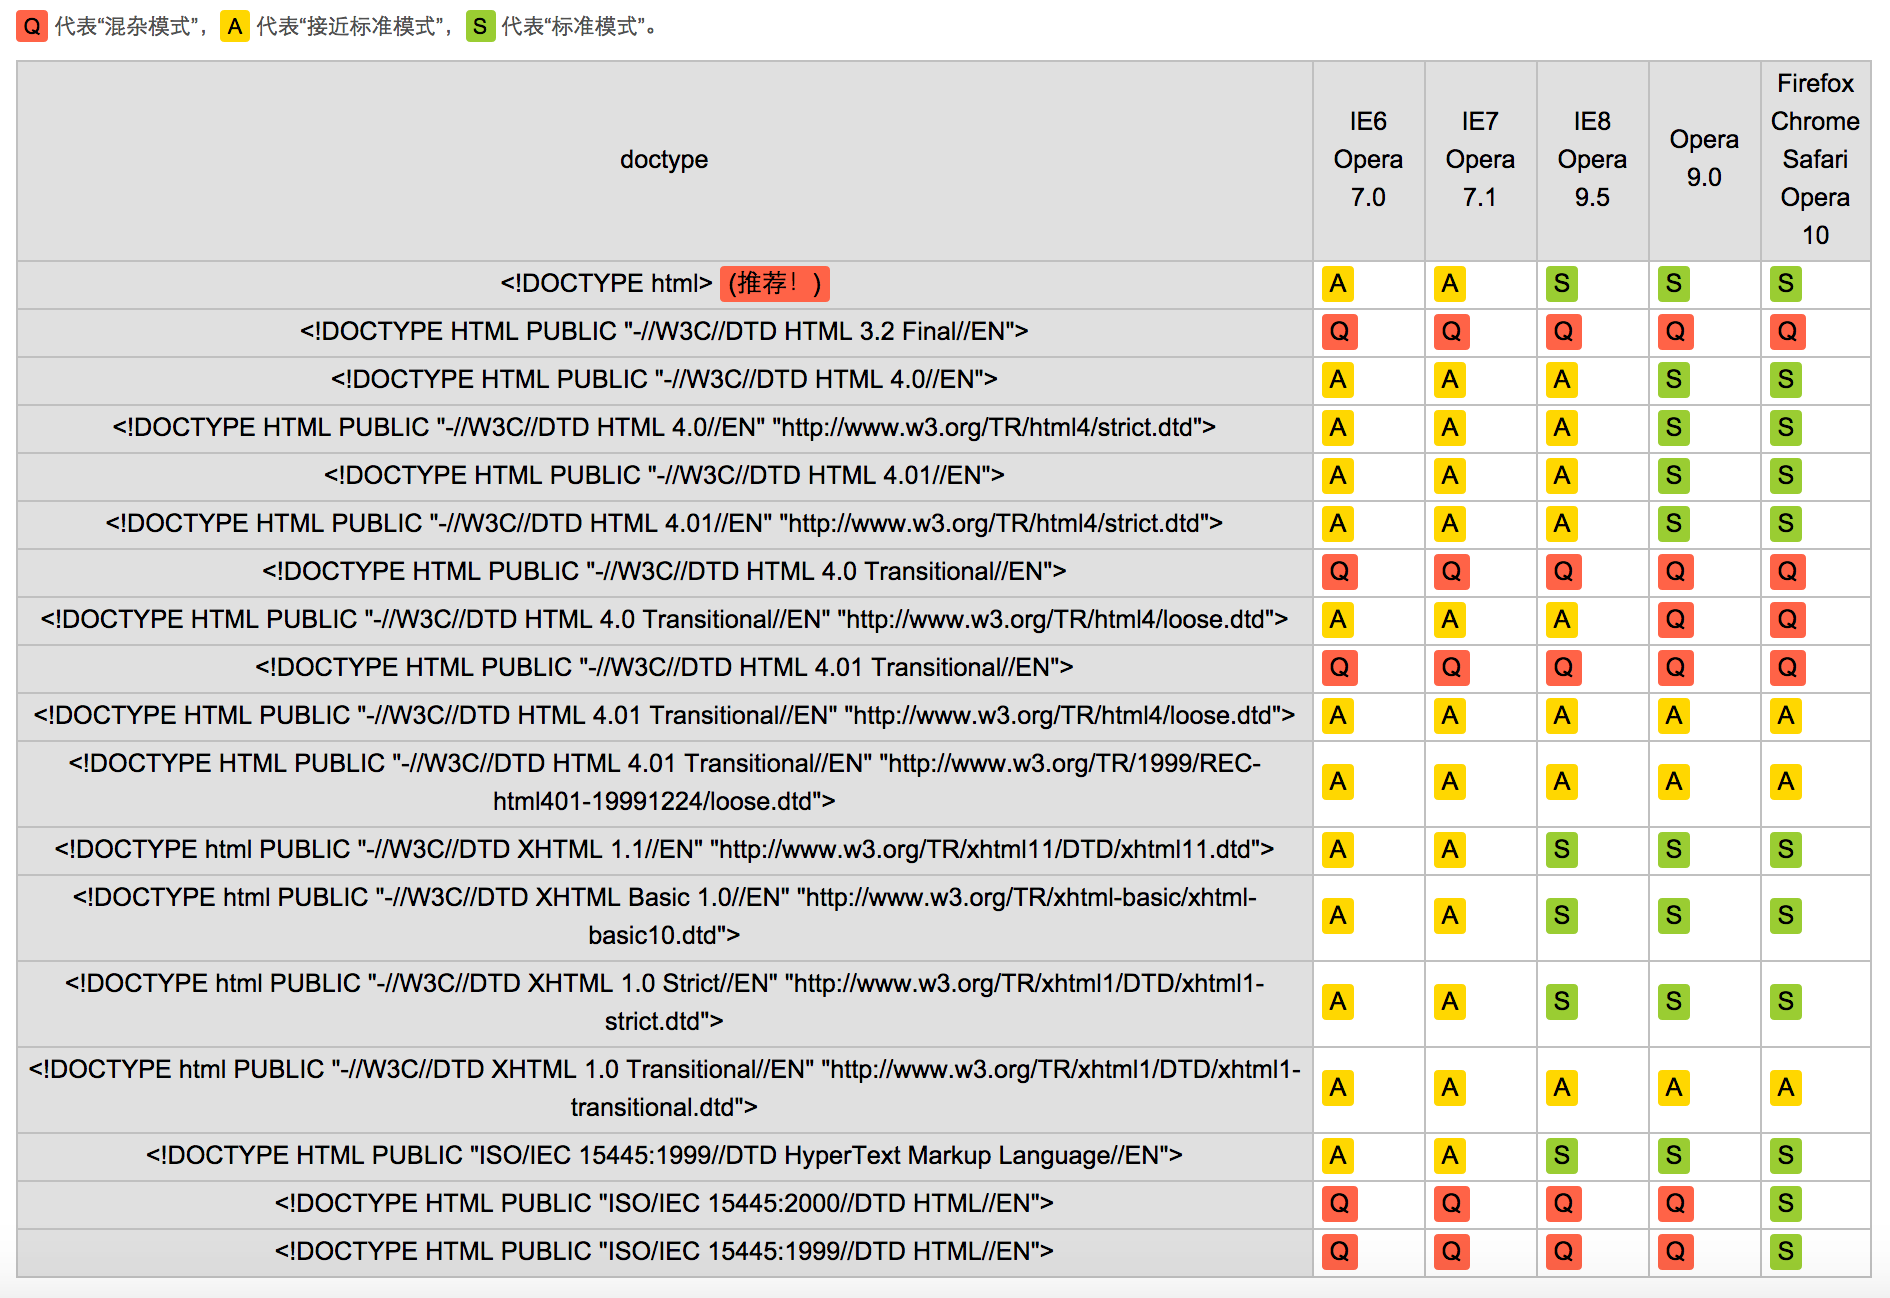 Q 代表“混杂模式”，A 代表“接近标准模式”，S 代表“标准模式”。
doctype
IE6
Opera
7.0
IE7
Opera
7.1
IE8
Opera
9.5
Opera
9.0
Firefox
Chrome
Safari
Opera
10
<!DOCTYPE html> (推荐！) A A S S S
<!DOCTYPE HTML PUBLIC "-//W3C//DTD HTML 3.2 Final//EN"> Q Q Q Q Q
<!DOCTYPE HTML PUBLIC "-//W3C//DTD HTML 4.0//EN"> A A A S S
<!DOCTYPE HTML PUBLIC "-//W3C//DTD HTML 4.0//EN" "http://www.w3.org/TR/html4/strict.dtd"> A A A S S
<!DOCTYPE HTML PUBLIC "-//W3C//DTD HTML 4.01//EN"> A A A S S
<!DOCTYPE HTML PUBLIC "-//W3C//DTD HTML 4.01//EN" "http://www.w3.org/TR/html4/strict.dtd"> A A A S S
<!DOCTYPE HTML PUBLIC "-//W3C//DTD HTML 4.0 Transitional//EN"> Q Q Q Q Q
<!DOCTYPE HTML PUBLIC "-//W3C//DTD HTML 4.0 Transitional//EN" "http://www.w3.org/TR/html4/loose.dtd"> A A A Q Q
<!DOCTYPE HTML PUBLIC "-//W3C//DTD HTML 4.01 Transitional//EN"> Q Q Q Q Q
<!DOCTYPE HTML PUBLIC "-//W3C//DTD HTML 4.01 Transitional//EN" "http://www.w3.org/TR/html4/loose.dtd"> A A A A A
<!DOCTYPE HTML PUBLIC "-//W3C//DTD HTML 4.01 Transitional//EN" "http://www.w3.org/TR/1999/REC-
html401-19991224/loose.dtd"> A A A A A
<!DOCTYPE html PUBLIC "-//W3C//DTD XHTML 1.1//EN" "http://www.w3.org/TR/xhtml11/DTD/xhtml11.dtd"> A A S S S
<!DOCTYPE html PUBLIC "-//W3C//DTD XHTML Basic 1.0//EN" "http://www.w3.org/TR/xhtml-basic/xhtml-
basic10.dtd"> A A S S S
<!DOCTYPE html PUBLIC "-//W3C//DTD XHTML 1.0 Strict//EN" "http://www.w3.org/TR/xhtml1/DTD/xhtml1-
strict.dtd"> A A S S S
<!DOCTYPE html PUBLIC "-//W3C//DTD XHTML 1.0 Transitional//EN" "http://www.w3.org/TR/xhtml1/DTD/xhtml1-
transitional.dtd"> A A A A A
<!DOCTYPE HTML PUBLIC "ISO/IEC 15445:1999//DTD HyperText Markup Language//EN"> A A S S S
<!DOCTYPE HTML PUBLIC "ISO/IEC 15445:2000//DTD HTML//EN"> Q Q Q Q S
<!DOCTYPE HTML PUBLIC "ISO/IEC 15445:1999//DTD HTML//EN"> Q Q Q Q S